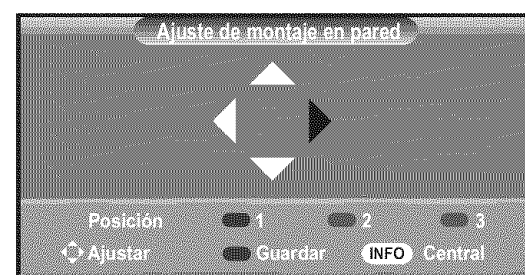 Ajuste de montaje en pared
Posición 1 2 3
Ajustar Guardar INFO Central